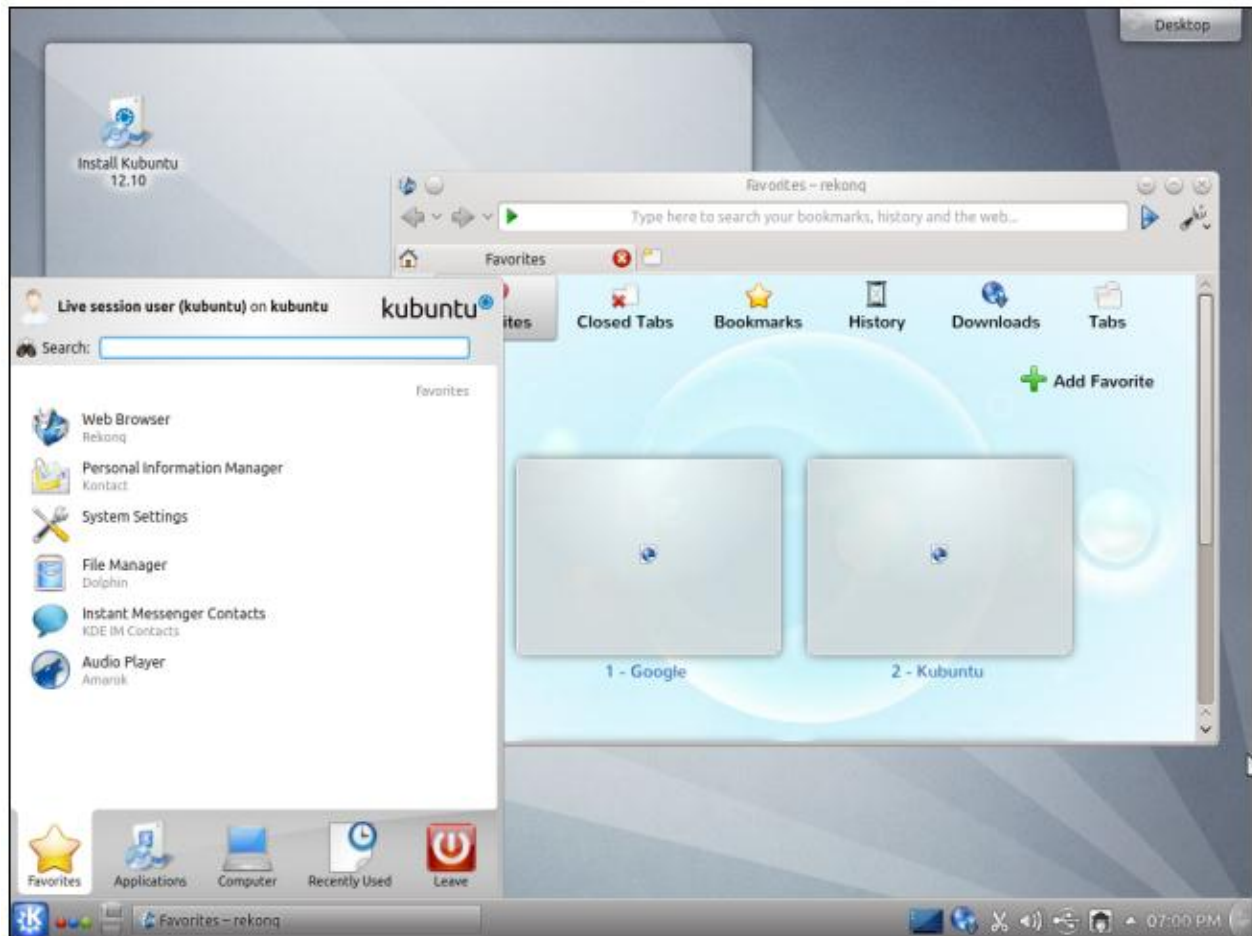 Desktop
Install Kubuntu
12.10
Favorites – rekonq
Type here to search your bookmarks, history and the web...
Favorites
ites
Closed Tabs
Bookmarks
History
Downloads
Tabs
Add Favorite
1 - Google
2 - Kubuntu
Live session user (kubuntu) on kubuntu
kubuntu
Search:
Favorites
Web Browser
Rekonq
Personal Information Manager
Kontact
System Settings
File Manager
Dolphin
Instant Messenger Contacts
KDE IM Contacts
Audio Player
Amarok
Favorites
Applications
Computer
Recently Used
Leave
Favorites – rekonq
07:00 PM